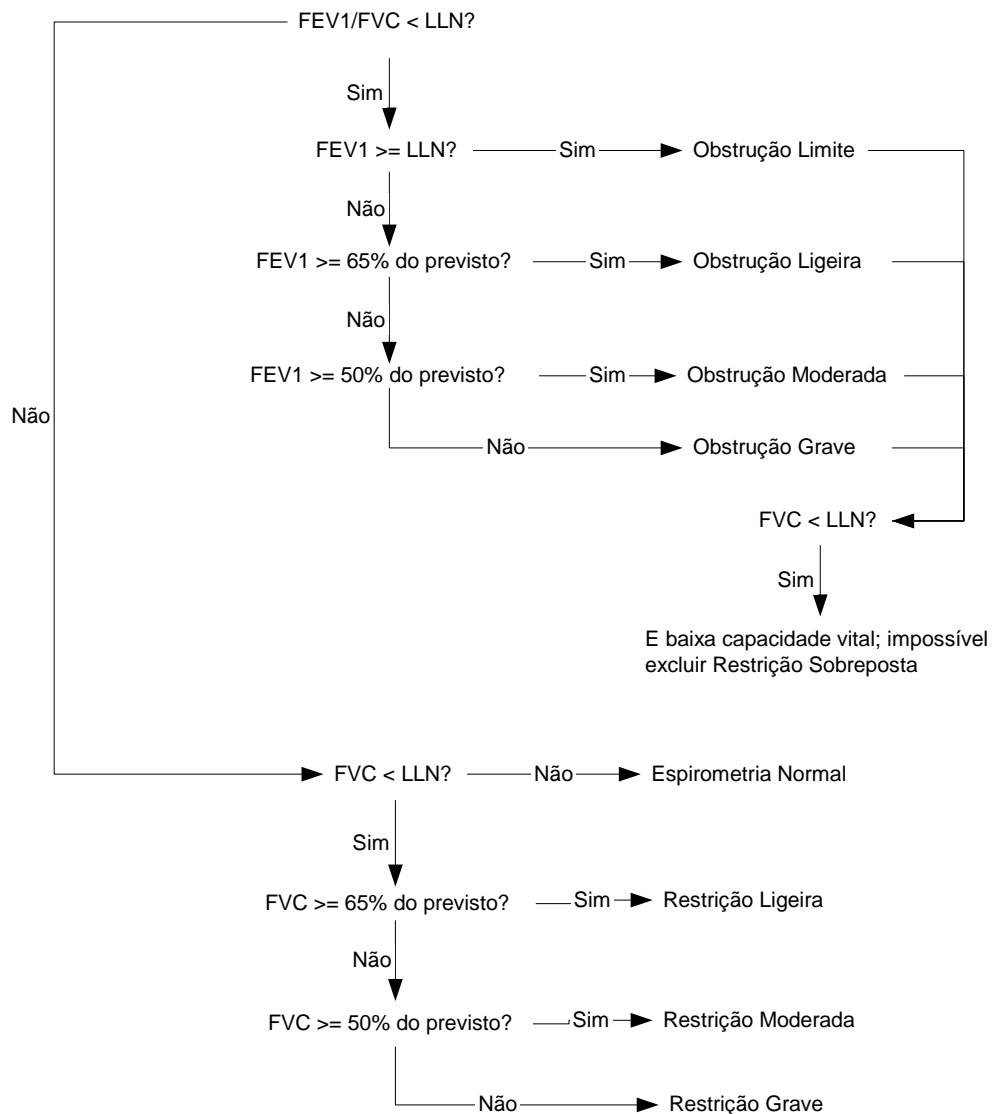 FEV1/FVC < LLN?
Sim
FEV1 >= LLN?
Sim
Obstrução Limite
Não
FEV1 >= 65% do previsto?
Sim
Obstrução Ligeira
Não
FEV1 >= 50% do previsto?
Sim
Obstrução Moderada
Não
Não
Obstrução Grave
FVC < LLN?
Sim
E baixa capacidade vital; impossível
excluir Restrição Sobreposta
FVC < LLN?
Não
Espirometria Normal
Sim
FVC >= 65% do previsto?
Sim
Restrição Ligeira
Não
FVC >= 50% do previsto?
Sim
Restrição Moderada
Não
Restrição Grave